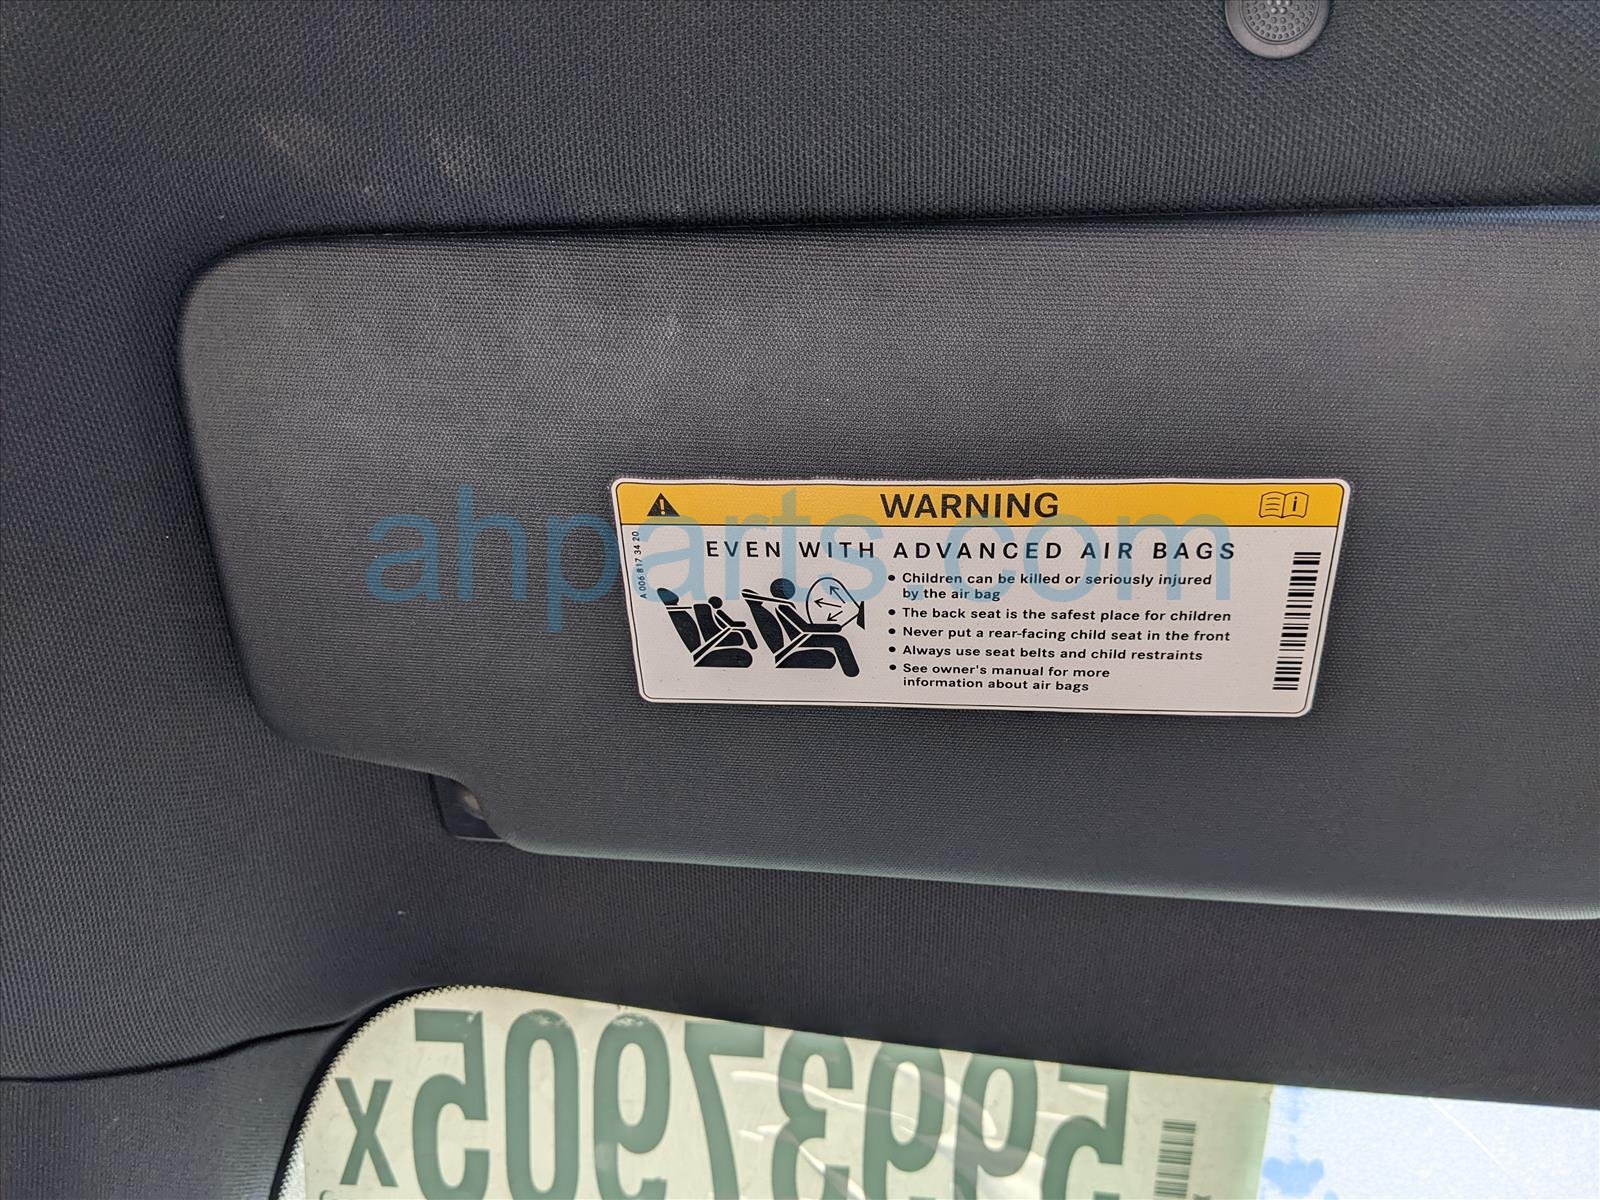 WARNING
EVEN WITH ADVANCED AIR BAGS
A 006 817 34 20
• Children can be killed or seriously injured
by the air bag
• The back seat is the safest place for children
• Never put a rear-facing child seat in the front
• Always use seat belts and child restraints
• See owner's manual for more
information about air bags
ahparts.com
59937905
X